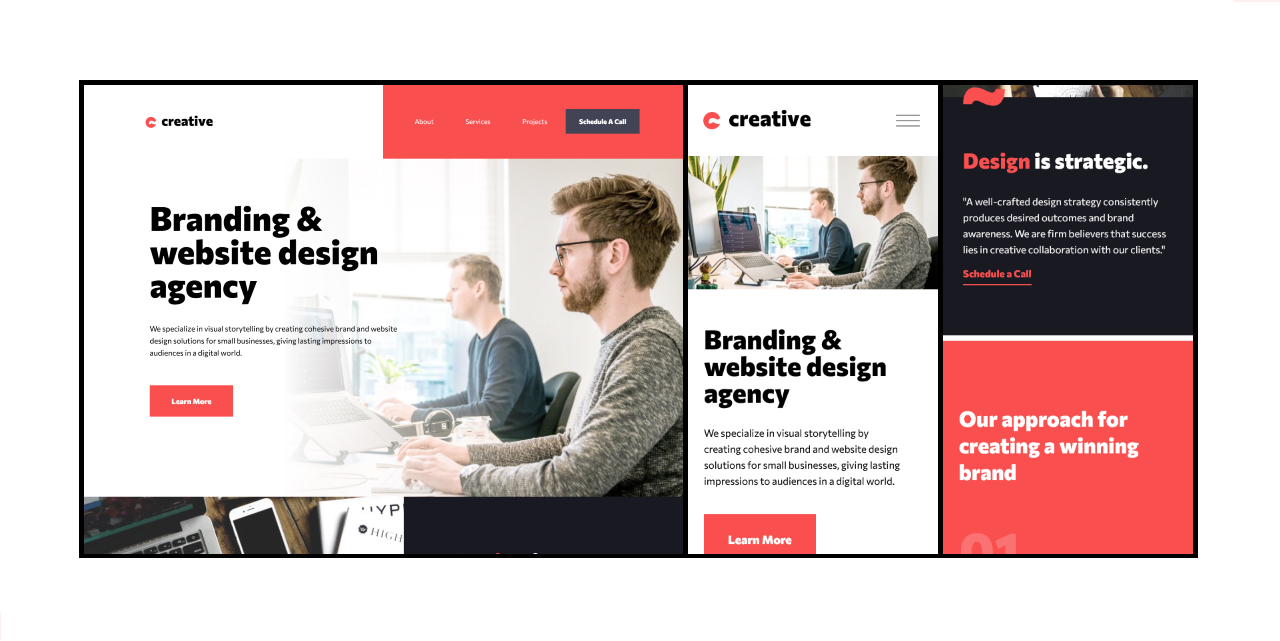 creative
About
Services
Projects
Schedule A Call
Branding &
website design
agency
We specialize in visual storytelling by creating cohesive brand and website
design solutions for small businesses, giving lasting impressions to
audiences in a digital world.
Learn More
HYPE
HIGH
creative
Branding &
website design
agency
We specialize in visual storytelling by
creating cohesive brand and website design
solutions for small businesses, giving lasting
impressions to audiences in a digital world.
Learn More
Design is strategic.
"A well-crafted design strategy consistently
produces desired outcomes and brand
awareness. We are firm believers that success
lies in creative collaboration with our clients."
Schedule a Call
Our approach for
creating a winning
brand
01